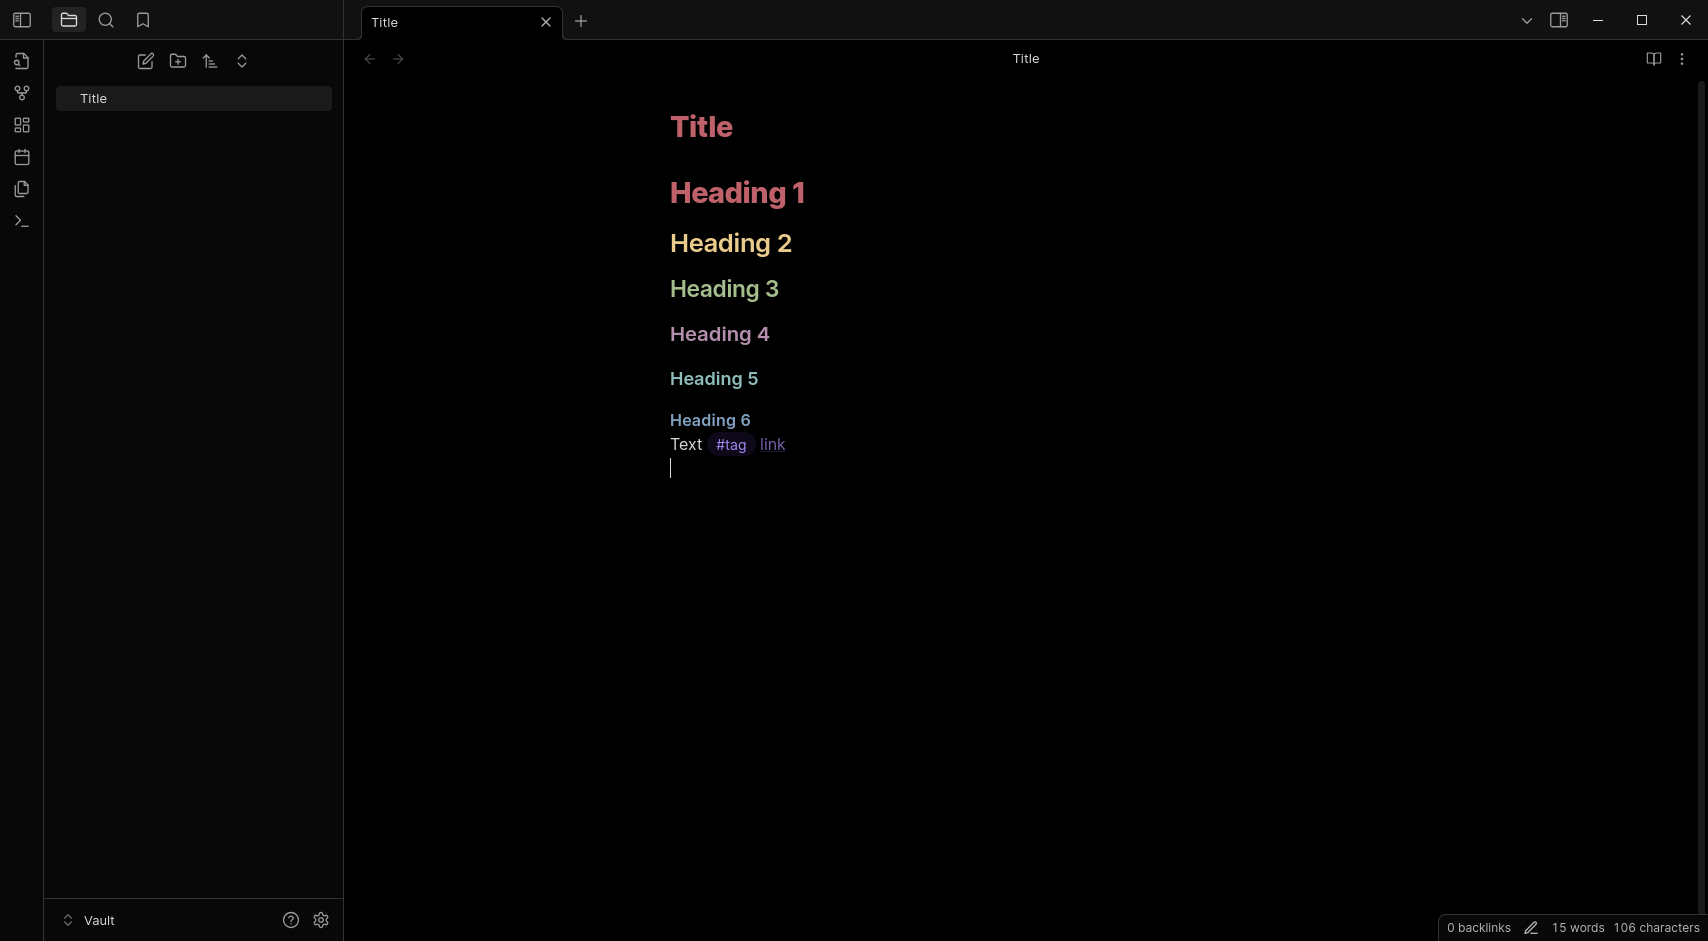 Title
Title
Title
Title
Heading 1
Heading 2
Heading 3
Heading 4
Heading 5
Heading 6
Text #tag link
Vault
0 backlinks 15 words 106 characters